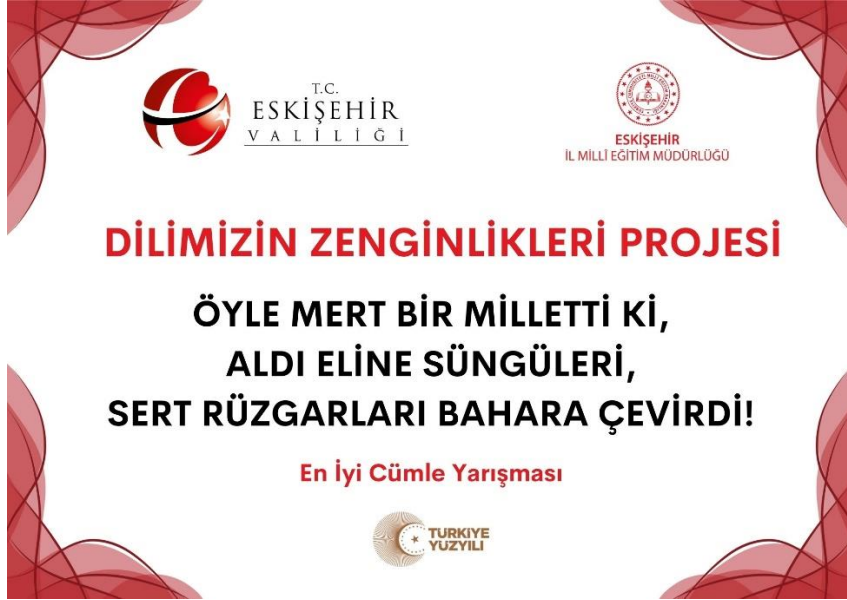 T.C.
ESKİŞEHİR
VALİLİĞİ
ESKİŞEHİR
İL MİLLÎ EĞİTİM MÜDÜRLÜĞÜ
DİLİMİZİN ZENGİNLİKLERİ PROJESİ
ÖYLE MERT BİR MİLLETTİ Kİ,
ALDI ELİNE SÜNGÜLERİ,
SERT RÜZGARLARI BAHARA ÇEVİRDİ!
En İyi Cümle Yarışması
TÜRKİYE
YÜZYILI